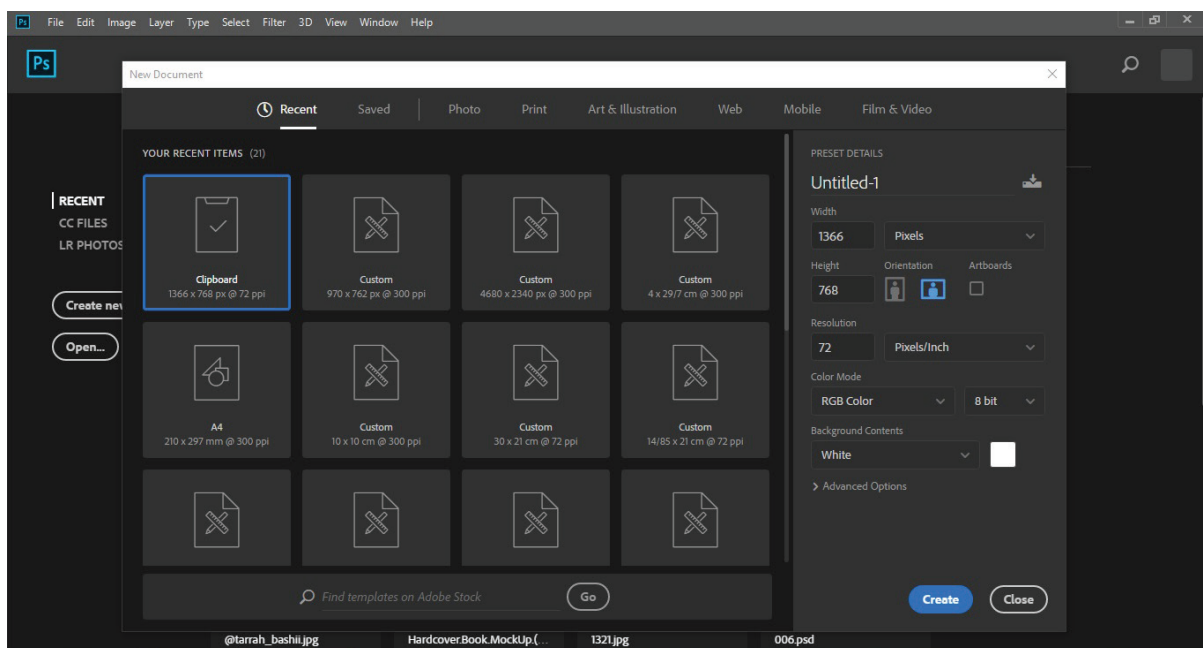 Ps File Edit Image Layer Type Select Filter 3D View Window Help
Ps
New Document
Recent Saved Photo Print Art & Illustration Web Mobile Film & Video
YOUR RECENT ITEMS (21)
Clipboard
1366 x 768 px @ 72 ppi
Custom
970 x 762 px @ 300 ppi
Custom
4680 x 2340 px @ 300 ppi
Custom
4 x 29/7 cm @ 300 ppi
A4
210 x 297 mm @ 300 ppi
Custom
10 x 10 cm @ 300 ppi
Custom
30 x 21 cm @ 72 ppi
Custom
14/85 x 21 cm @ 72 ppi
Find templates on Adobe Stock
Go
PRESET DETAILS
Untitled-1
Width
1366 Pixels
Height Orientation Artboards
768
Resolution
72 Pixels/Inch
Color Mode
RGB Color 8 bit
Background Contents
White
Advanced Options
Create Close
RECENT
CC FILES
LR PHOTOS
Create new
Open...
@tarrah_bashii.jpg Hardcover.Book.MockUp.(... 1321.jpg 006.psd